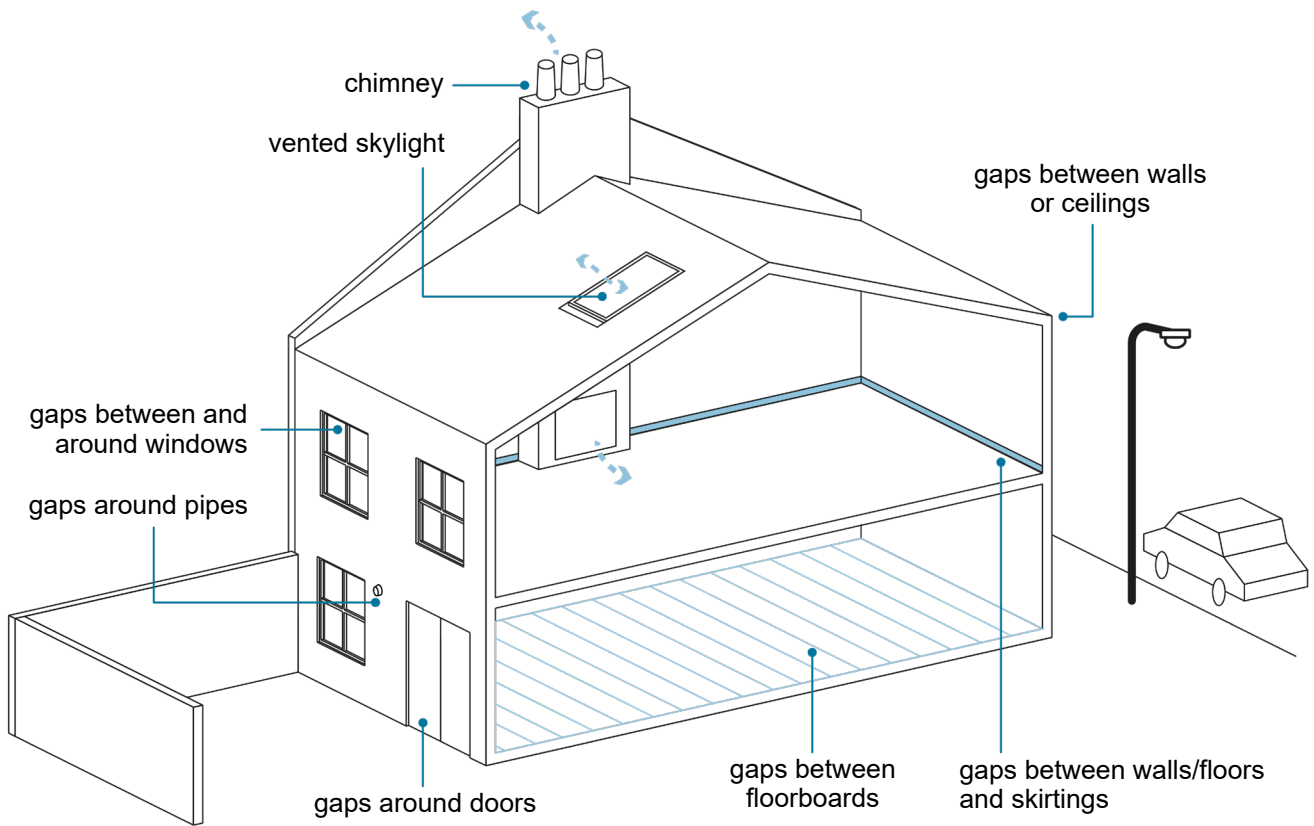 chimney
vented skylight
gaps between walls
or ceilings
gaps between and
around windows
gaps around pipes
gaps around doors
gaps between
floorboards
gaps between walls/floors
and skirtings